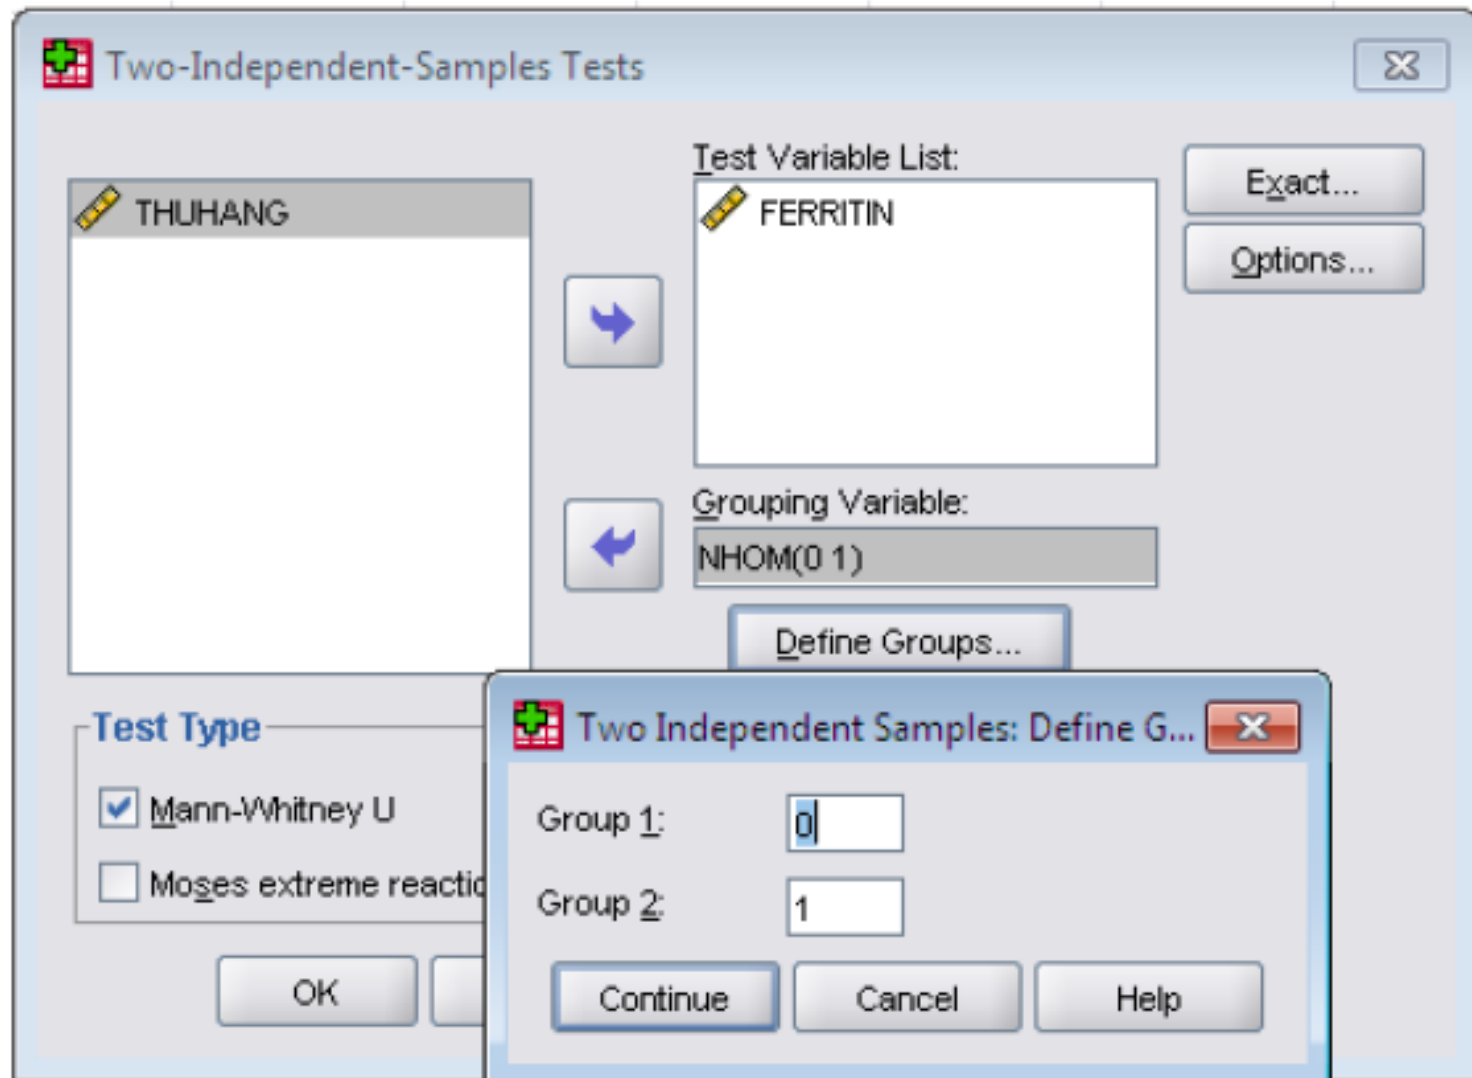 Two-Independent-Samples Tests
Test Variable List:
THUHANG
FERRITIN
Exact...
Options...
Grouping Variable:
NHOM(0 1)
Define Groups...
Test Type
Mann-Whitney U
Moses extreme
OK
Two Independent Samples: Define G...
Group 1:
0
Group 2:
1
Continue
Cancel
Help